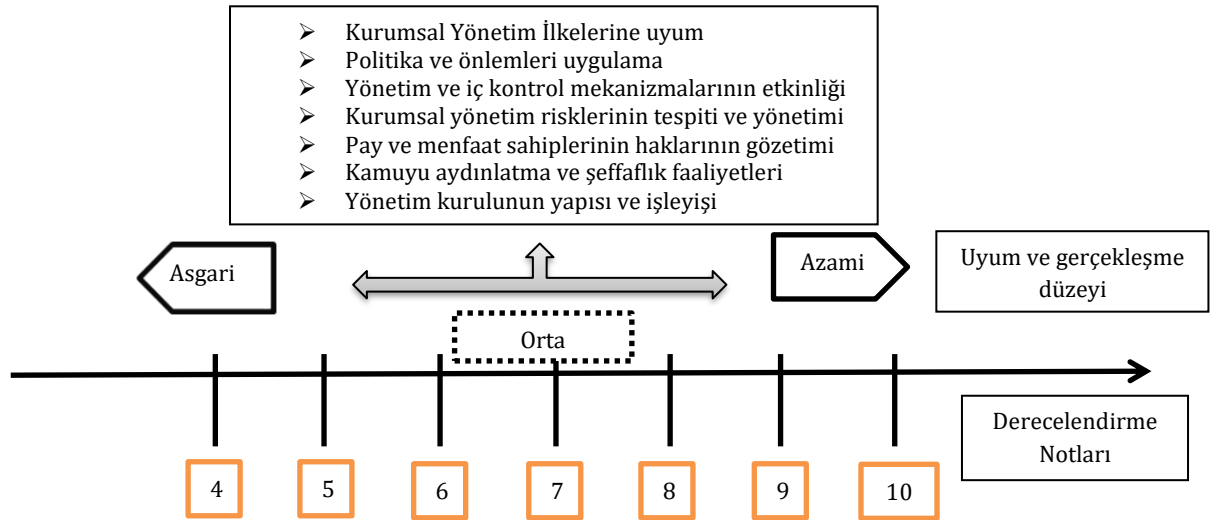 ➢ Kurumsal Yönetim İlkelerine uyum
➢ Politika ve önlemleri uygulama
➢ Yönetim ve iç kontrol mekanizmalarının etkinliği
➢ Kurumsal yönetim risklerinin tespiti ve yönetimi
➢ Pay ve menfaat sahiplerinin haklarının gözetimi
➢ Kamuyu aydınlatma ve şeffaflık faaliyetleri
➢ Yönetim kurulunun yapısı ve işleyişi
Asgari
Azami
Uyum ve gerçekleşme
düzeyi
Orta
Derecelendirme
Notları
4
5
6
7
8
9
10